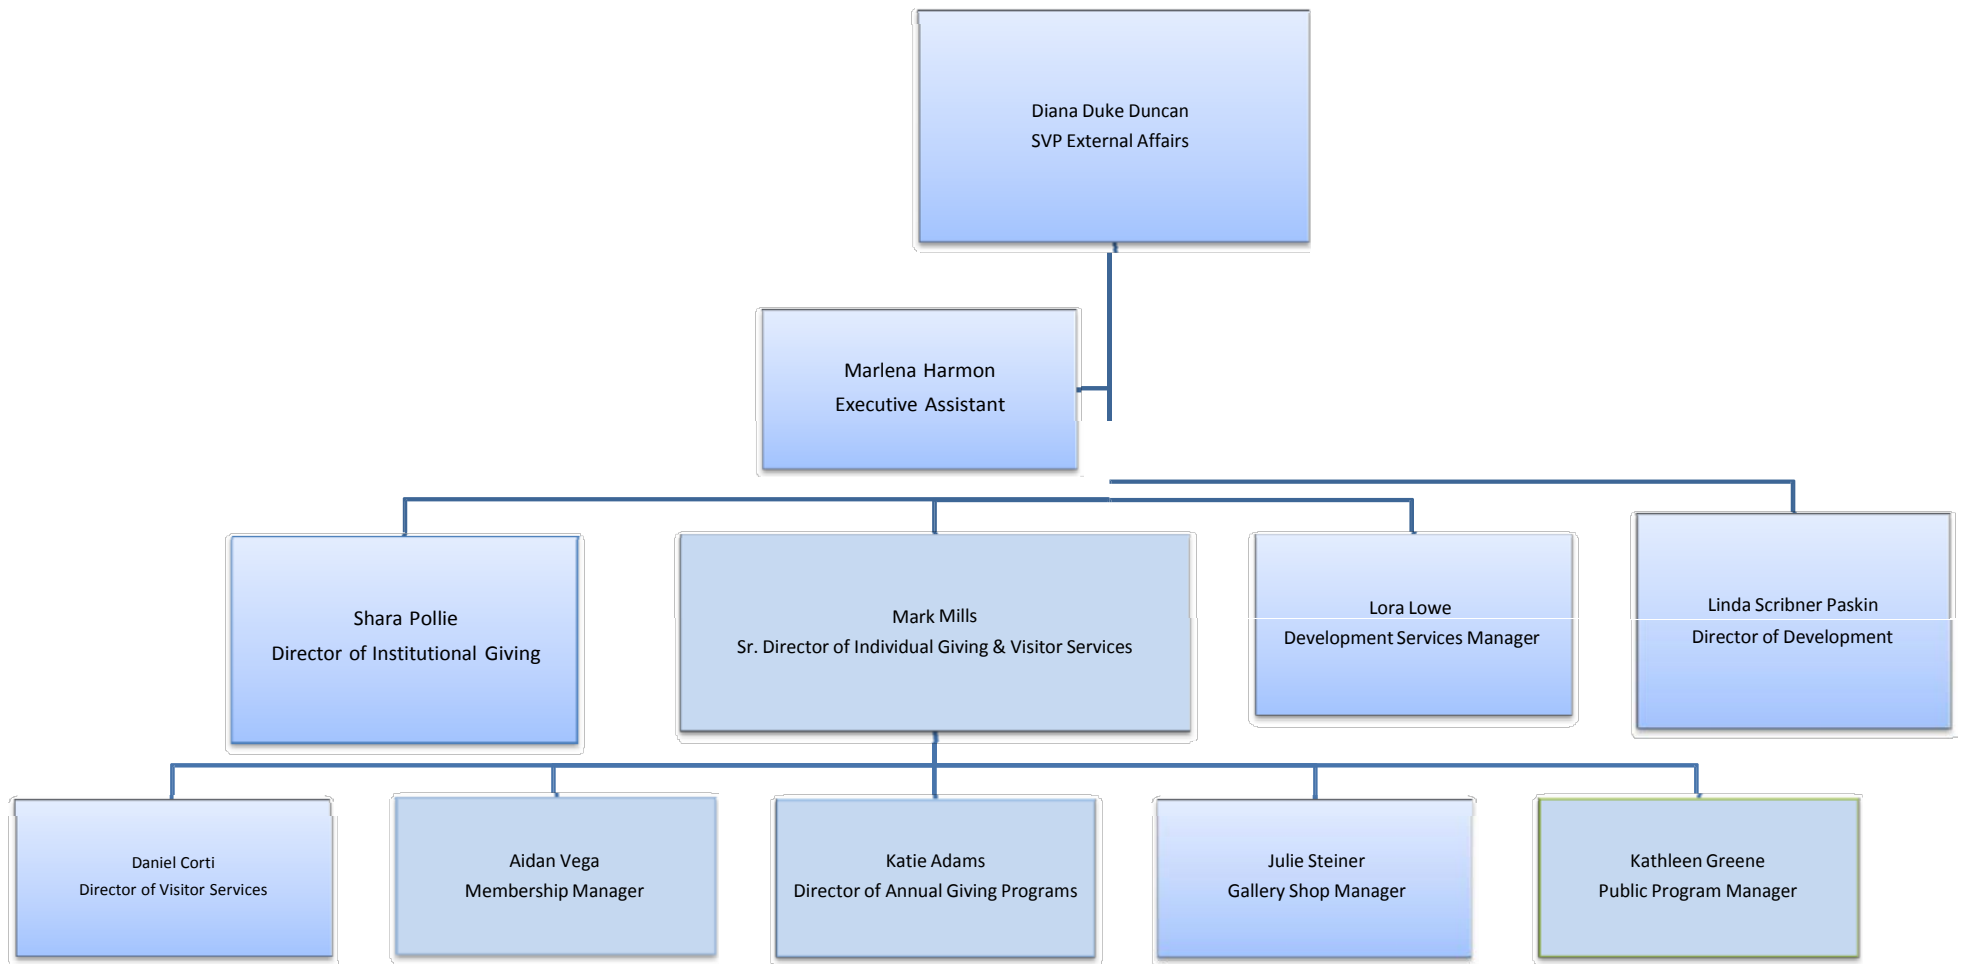 Diana Duke Duncan
SVP External Affairs
Marlena Harmon
Executive Assistant
Shara Pollie
Director of Institutional Giving
Mark Mills
Sr. Director of Individual Giving & Visitor Services
Lora Lowe
Development Services Manager
Linda Scribner Paskin
Director of Development
Daniel Corti
Director of Visitor Services
Aidan Vega
Membership Manager
Katie Adams
Director of Annual Giving Programs
Julie Steiner
Gallery Shop Manager
Kathleen Greene
Public Program Manager